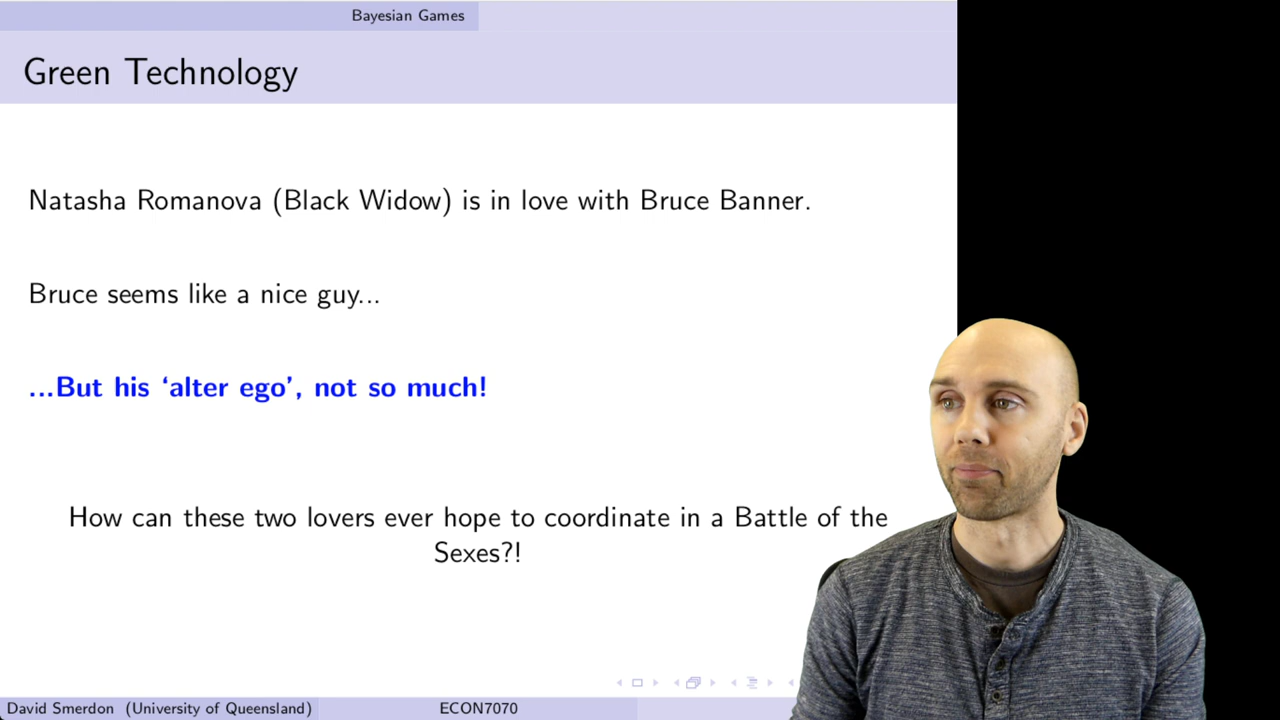 Bayesian Games
Green Technology
Natasha Romanova (Black Widow) is in love with Bruce Banner.
Bruce seems like a nice guy...
...But his ‘alter ego’, not so much!
How can these two lovers ever hope to coordinate in a Battle of the
Sexes?!
David Smerdon (University of Queensland)
ECON7070